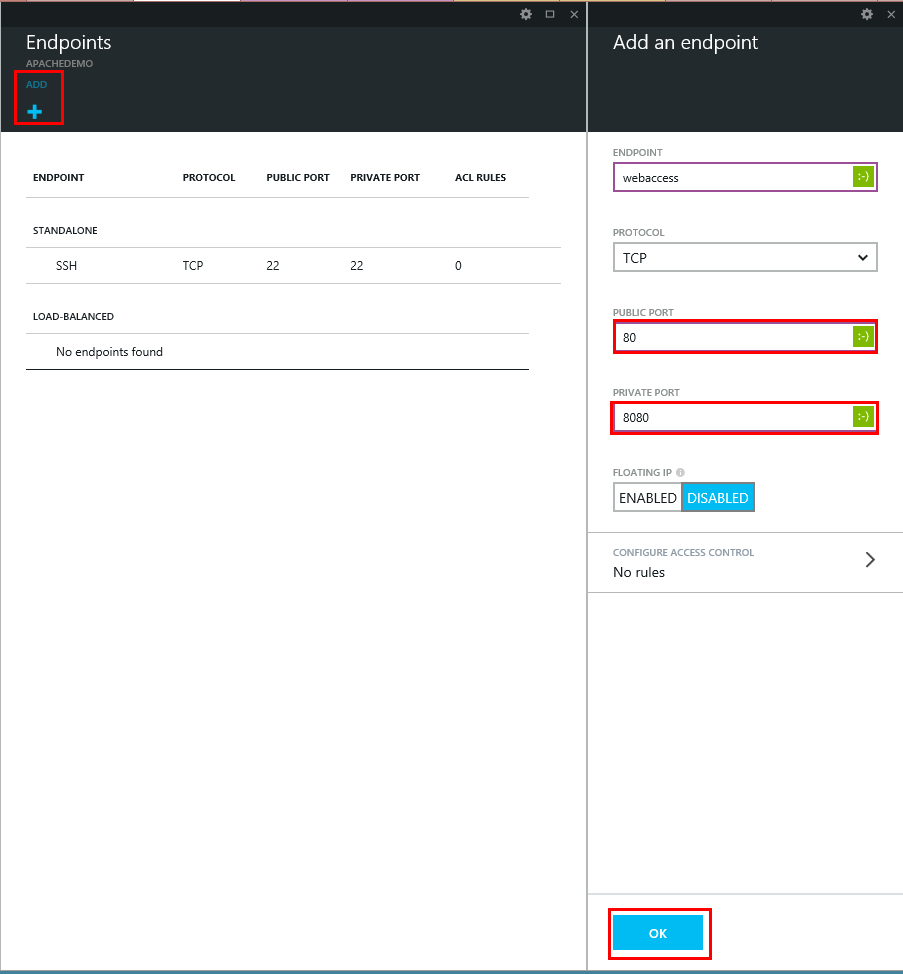 Endpoints
APACHEDEMO
ADD
ENDPOINT PROTOCOL PUBLIC PORT PRIVATE PORT ACL RULES
STANDALONE
SSH TCP 22 22 0
LOAD-BALANCED
No endpoints found
Add an endpoint
ENDPOINT
webaccess :-)
PROTOCOL
TCP
PUBLIC PORT
80 :-)
PRIVATE PORT
8080 :-)
FLOATING IP
ENABLED DISABLED
CONFIGURE ACCESS CONTROL
No rules
OK